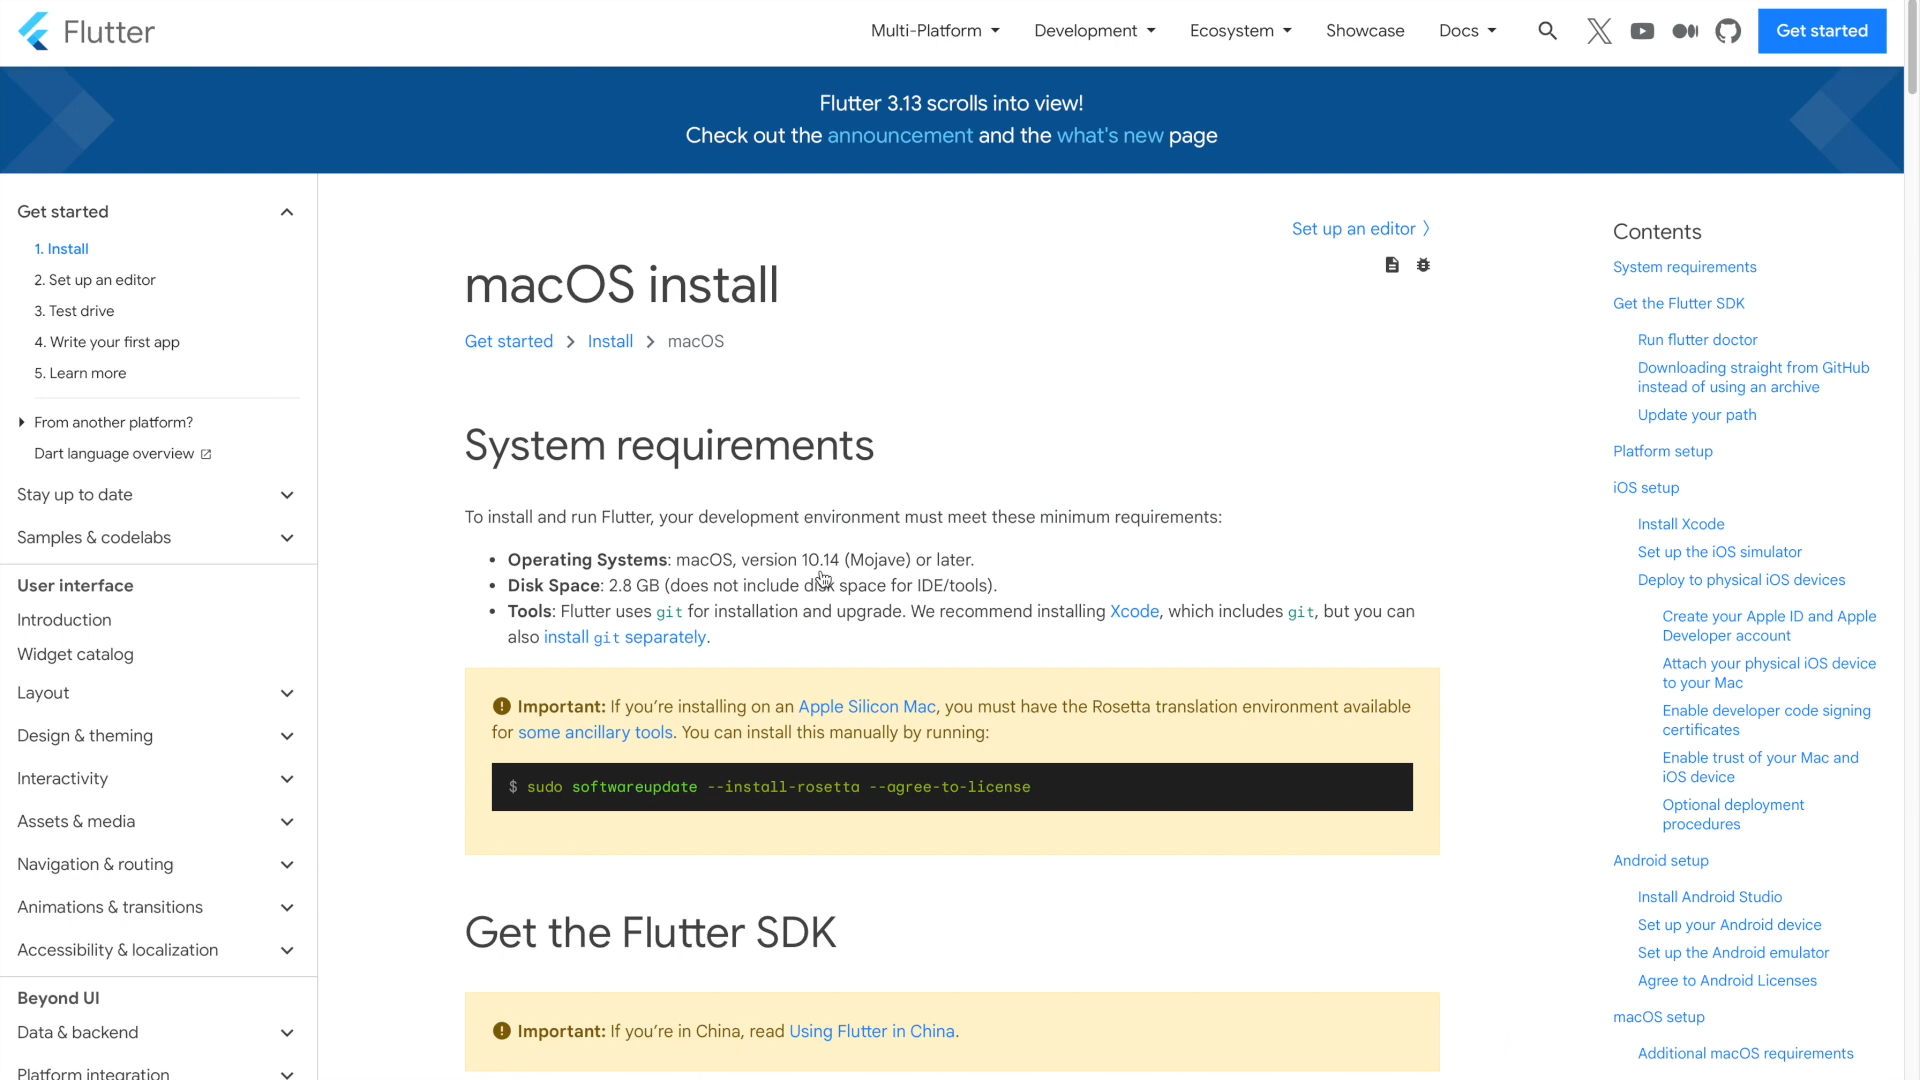 Flutter
Multi-Platform
Development
Ecosystem
Showcase
Docs
Get started
Flutter 3.13 scrolls into view!
Check out the announcement and the what's new page
Get started
1. Install
2. Set up an editor
3. Test drive
4. Write your first app
5. Learn more
From another platform?
Dart language overview
Stay up to date
Samples & codelabs
User interface
Introduction
Widget catalog
Layout
Design & theming
Interactivity
Assets & media
Navigation & routing
Animations & transitions
Accessibility & localization
Beyond UI
Data & backend
Platform integration
Set up an editor
macOS install
Get started
Install
macOS
System requirements
To install and run Flutter, your development environment must meet these minimum requirements:
• Operating Systems: macOS, version 10.14 (Mojave) or later.
• Disk Space: 2.8 GB (does not include disk space for IDE/tools).
• Tools: Flutter uses git for installation and upgrade. We recommend installing Xcode, which includes git, but you can
also install git separately.
Important: If you’re installing on an Apple Silicon Mac, you must have the Rosetta translation environment available
for some ancillary tools. You can install this manually by running:
$ sudo softwareupdate --install-rosetta --agree-to-license
Get the Flutter SDK
Important: If you’re in China, read Using Flutter in China.
Contents
System requirements
Get the Flutter SDK
Run flutter doctor
Downloading straight from GitHub
instead of using an archive
Update your path
Platform setup
iOS setup
Install Xcode
Set up the iOS simulator
Deploy to physical iOS devices
Create your Apple ID and Apple
Developer account
Attach your physical iOS device
to your Mac
Enable developer code signing
certificates
Enable trust of your Mac and
iOS device
Optional deployment
procedures
Android setup
Install Android Studio
Set up your Android device
Set up the Android emulator
Agree to Android Licenses
macOS setup
Additional macOS requirements